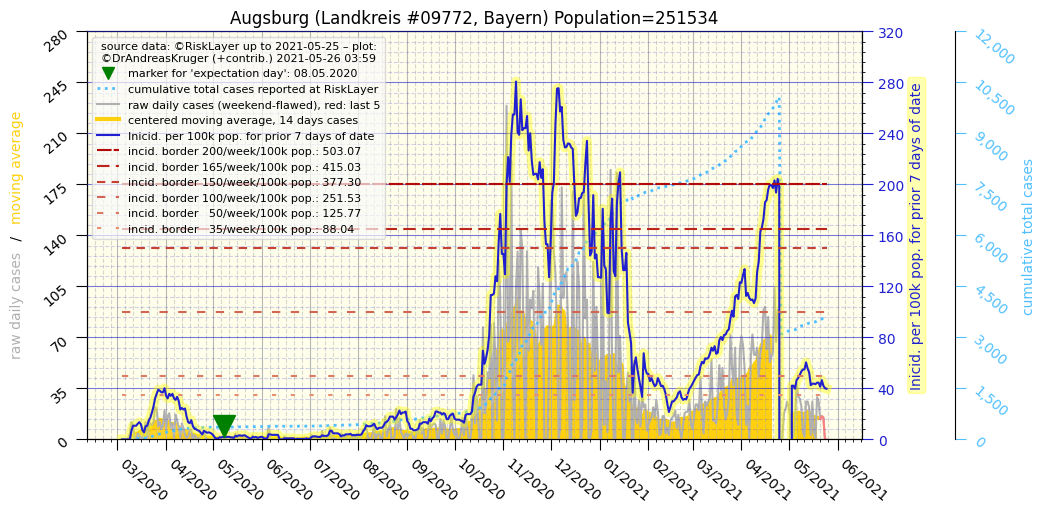 Augsburg (Landkreis #09772, Bayern) Population=251534
source data: ©RiskLayer up to 2021-05-25 – plot:
©DrAndreasKruger (+contrib.) 2021-05-26 03:59
marker for 'expectation day': 08.05.2020
cumulative total cases reported at RiskLayer
raw daily cases (weekend-flawed), red: last 5
centered moving average, 14 days cases
Inicid. per 100k pop. for prior 7 days of date
incid. border 200/week/100k pop.: 503.07
incid. border 165/week/100k pop.: 415.03
incid. border 150/week/100k pop.: 377.30
incid. border 100/week/100k pop.: 251.53
incid. border 50/week/100k pop.: 125.77
incid. border 35/week/100k pop.: 88.04
raw daily cases / moving average
280
245
210
175
140
105
70
35
0
03/2020
04/2020
05/2020
06/2020
07/2020
08/2020
09/2020
10/2020
11/2020
12/2020
01/2021
02/2021
03/2021
04/2021
05/2021
06/2021
320
280
240
200
160
120
80
40
0
Inicid. per 100k pop. for prior 7 days of date
12,000
10,500
9,000
7,500
6,000
4,500
3,000
1,500
0
cumulative total cases